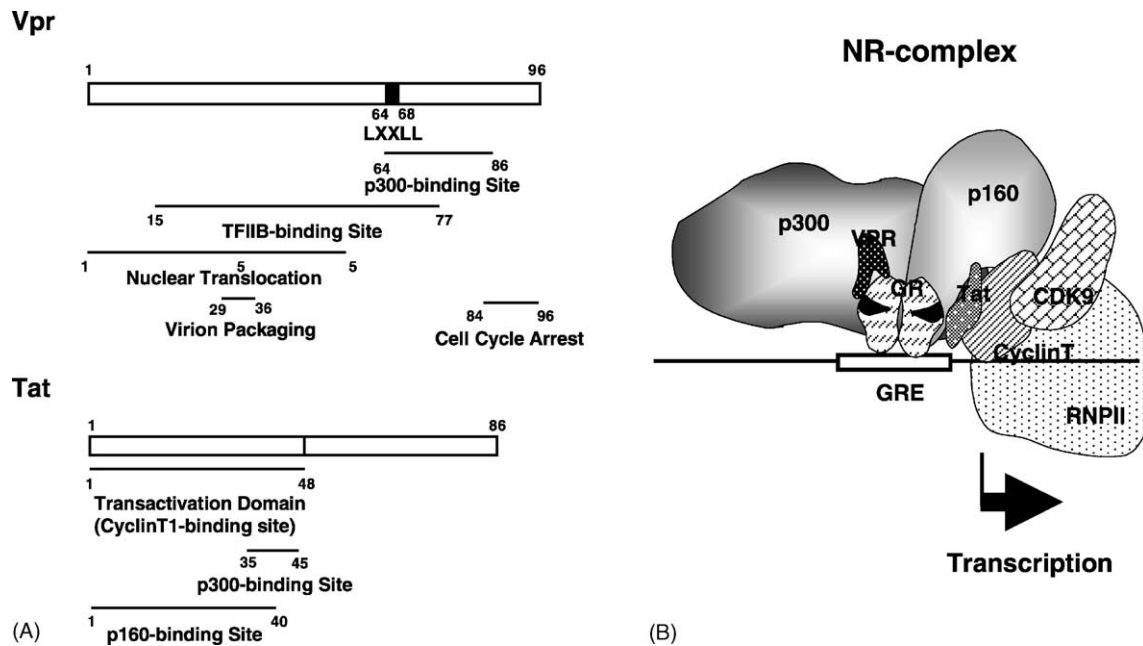 Vpr
1 96
64 68
LXXLL
64 86
p300-binding Site
15 77
TFIIB-binding Site
1 5 5
Nuclear Translocation
29 36
Virion Packaging
84 96
Cell Cycle Arrest
Tat
1 86
1 48
Transactivation Domain
(CyclinT1-binding site)
35 45
p300-binding Site
1 40
p160-binding Site
(A)
NR-complex
p300
p160
VPR
GR
Tat
CDK9
CyclinT
GRE
RNPII
Transcription
(B)